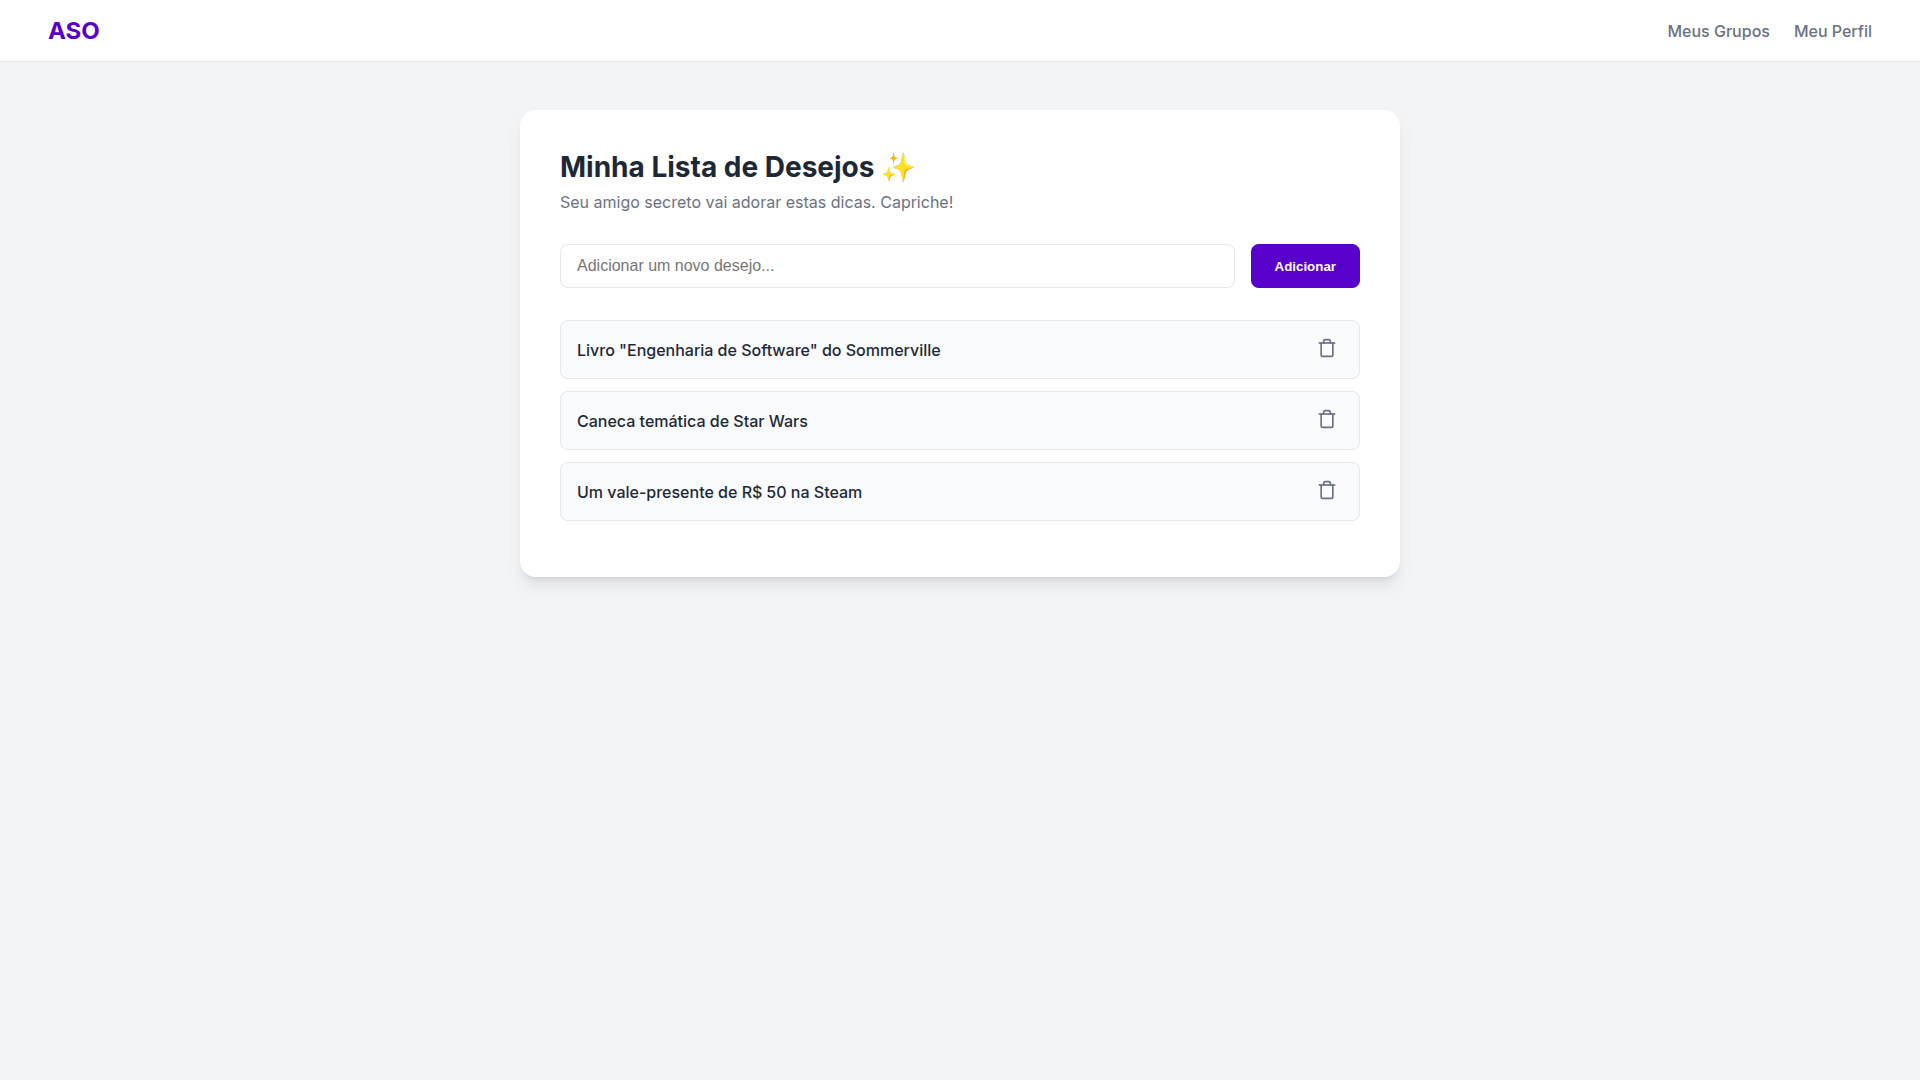 ASO
Meus Grupos
Meu Perfil
Minha Lista de Desejos ✨
Seu amigo secreto vai adorar estas dicas. Capriche!
Adicionar um novo desejo...
Adicionar
Livro "Engenharia de Software" do Sommerville
Caneca temática de Star Wars
Um vale-presente de R$ 50 na Steam